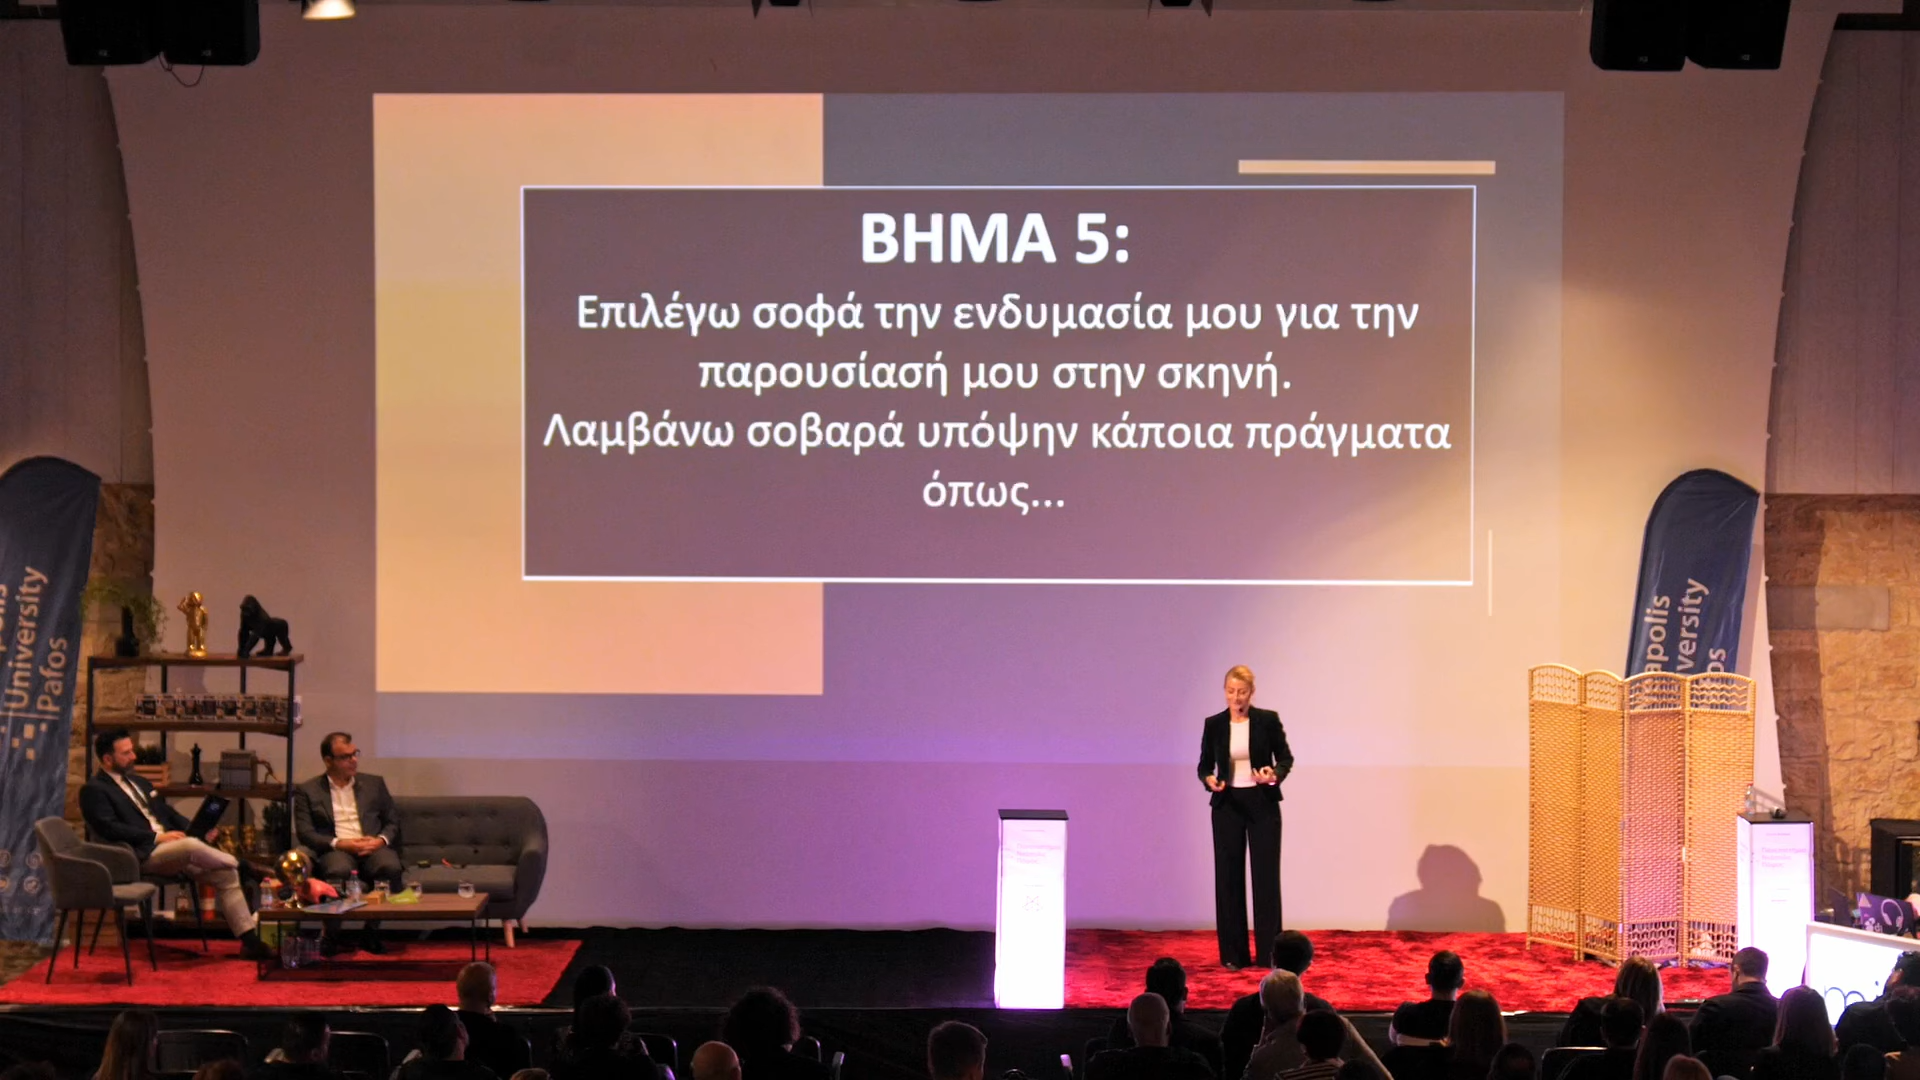 ΒΗΜΑ 5:
Επιλέγω σοφά την ενδυμασία μου για την
παρουσίασή μου στην σκηνή.
Λαμβάνω σοβαρά υπόψην κάποια πράγματα
όπως...
University
Pafos